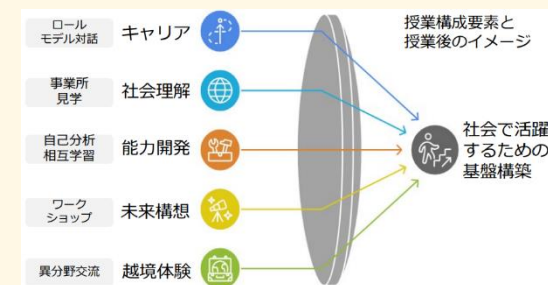 授業構成要素と
授業後のイメージ
ロール
モデル対話
キャリア
事業所
見学
社会理解
自己分析
相互学習
能力開発
ワーク
ショップ
未来構想
異分野交流
越境体験
社会で活躍
するための
基盤構築